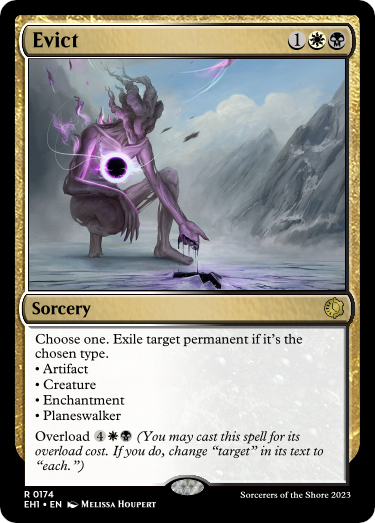 Evict 1
Sorcery
Choose one. Exile target permanent if it's the
chosen type.
• Artifact
• Creature
• Enchantment
• Planeswalker
Overload 4 (You may cast this spell for its
overload cost. If you do, change “target” in its text to
“each.”)
R 0174
EH1 • EN Melissa Houpert
Sorcerers of the Shore 2023